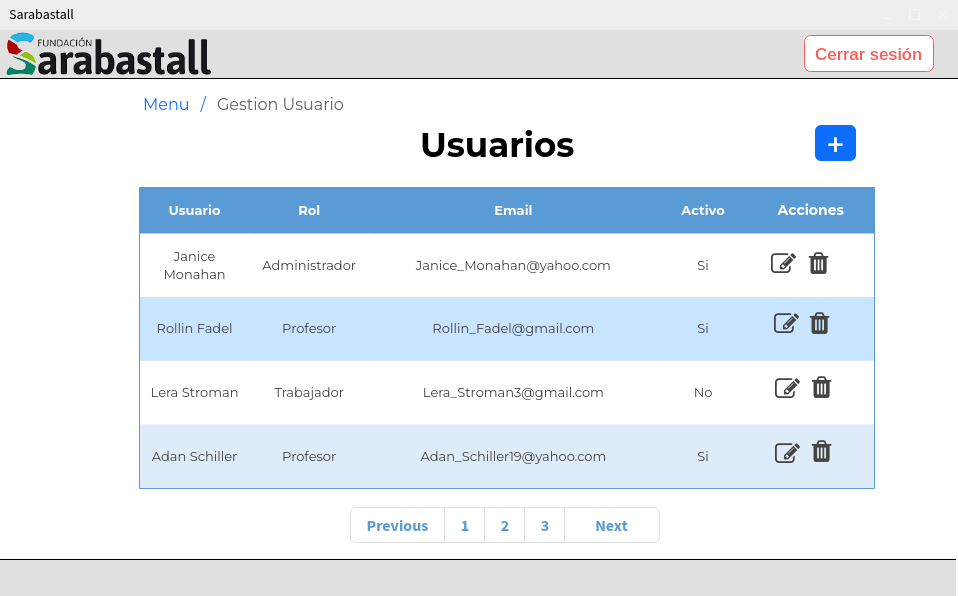 Sarabastall
FUNDACIÓN
Sarabastall
Cerrar sesión
Menu / Gestion Usuario
Usuarios
+
Usuario Rol Email Activo Acciones
Janice Monahan Administrador Janice_Monahan@yahoo.com Si
Rollin Fadel Profesor Rollin_Fadel@gmail.com Si
Lera Stroman Trabajador Lera_Stroman3@gmail.com No
Adan Schiller Profesor Adan_Schiller19@yahoo.com Si
Previous 1 2 3 Next